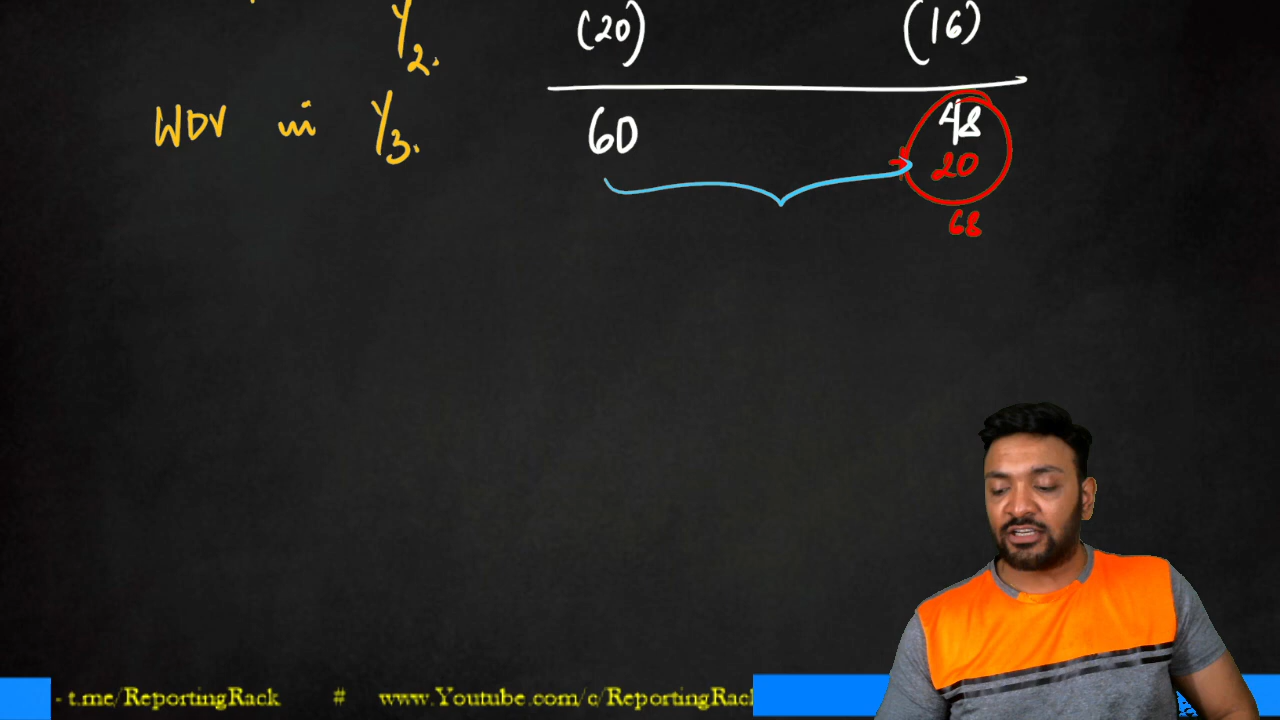 Y2. (20) (16)
WDV in Y3. 60 48
20
68
- t.me/ReportingRack # www.Youtube.com/c/ReportingRack